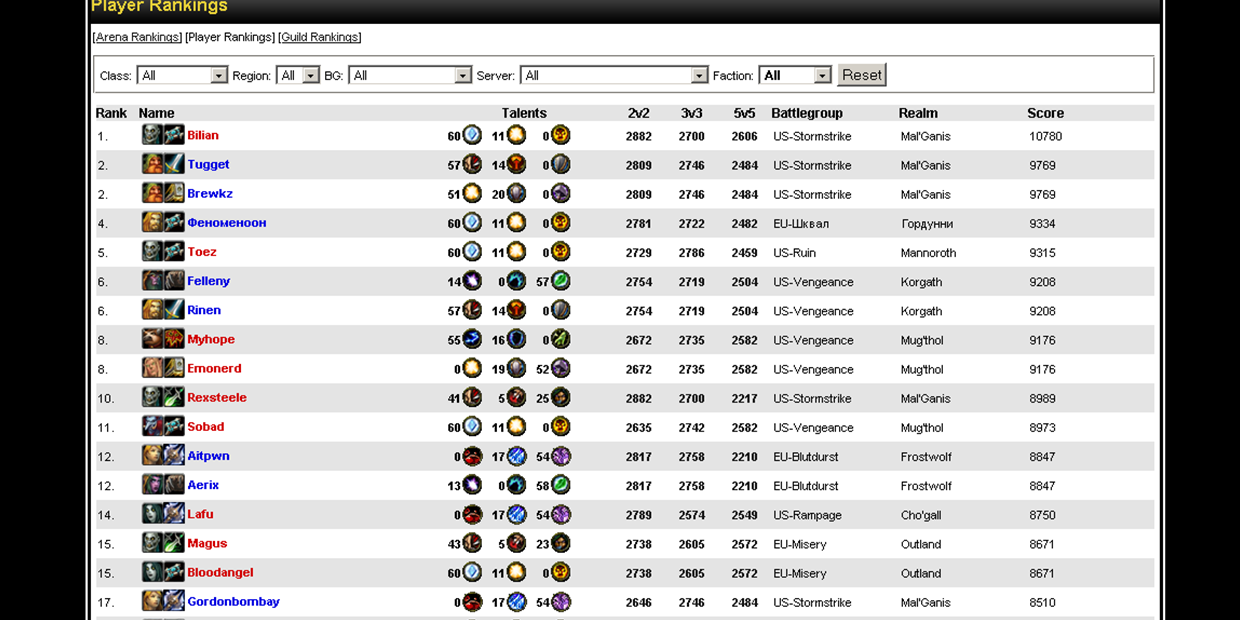 Player Rankings
[Arena Rankings] [Player Rankings] [Guild Rankings]
Class: All Region: All BG: All Server: All Faction: All Reset
Rank Name Talents 2v2 3v3 5v5 Battlegroup Realm Score
1. Bilian 60 11 0 2882 2700 2606 US-Stormstrike Mal'Ganis 10780
2. Tugget 57 14 0 2809 2746 2484 US-Stormstrike Mal'Ganis 9769
2. Brewkz 51 20 0 2809 2746 2484 US-Stormstrike Mal'Ganis 9769
4. Феноменоон 60 11 0 2781 2722 2482 EU-Шквал Гордунни 9334
5. Toez 60 11 0 2729 2786 2459 US-Ruin Mannoroth 9315
6. Felleny 14 0 57 2754 2719 2504 US-Vengeance Korgath 9208
6. Rinen 57 14 0 2754 2719 2504 US-Vengeance Korgath 9208
8. Myhope 55 16 0 2672 2735 2582 US-Vengeance Mug'thol 9176
8. Emonerd 0 19 52 2672 2735 2582 US-Vengeance Mug'thol 9176
10. Rexsteele 41 5 25 2882 2700 2217 US-Stormstrike Mal'Ganis 8989
11. Sobad 60 11 0 2635 2742 2582 US-Vengeance Mug'thol 8973
12. Aitpwn 0 17 54 2817 2758 2210 EU-Blutdurst Frostwolf 8847
12. Aerix 13 0 58 2817 2758 2210 EU-Blutdurst Frostwolf 8847
14. Lafu 0 17 54 2789 2574 2549 US-Rampage Cho'gall 8750
15. Magus 43 5 23 2738 2605 2572 EU-Misery Outland 8671
15. Bloodangel 60 11 0 2738 2605 2572 EU-Misery Outland 8671
17. Gordonbombay 0 17 54 2646 2746 2484 US-Stormstrike Mal'Ganis 8510